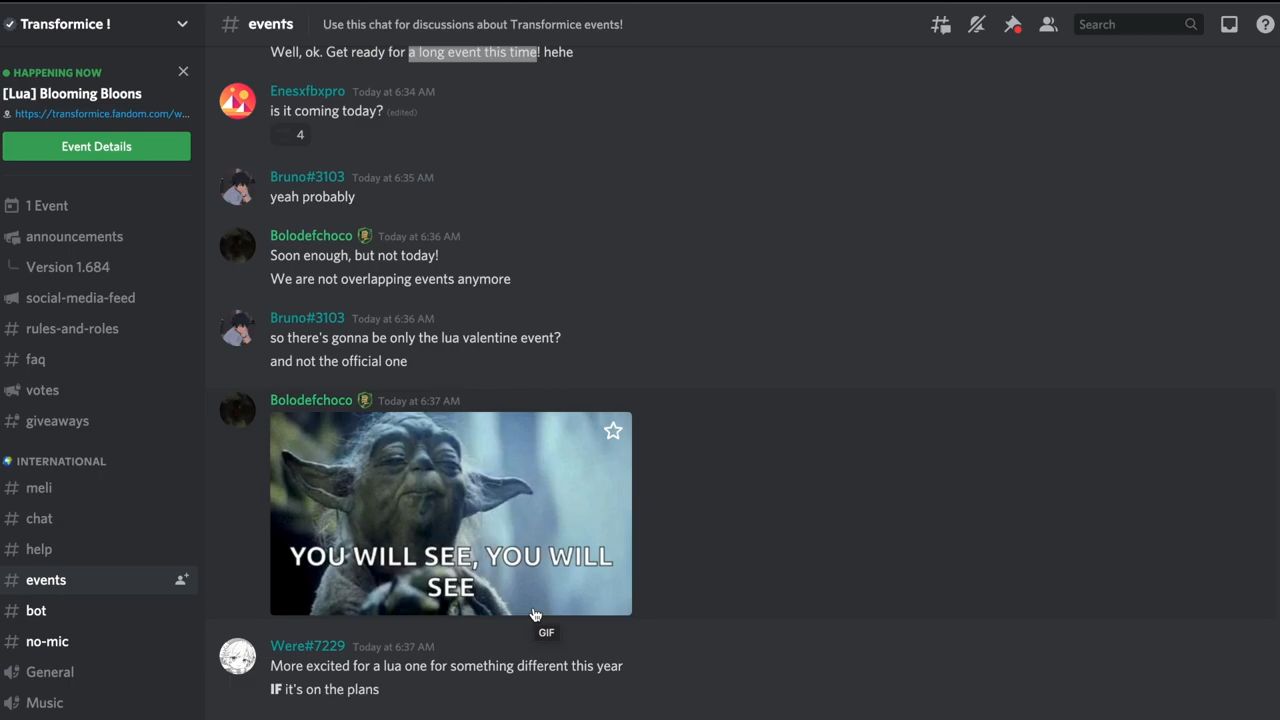 Transformice !
events
Use this chat for discussions about Transformice events!
Search
HAPPENING NOW
[Lua] Blooming Bloons
https://transformice.fandom.com/w...
Event Details
1 Event
announcements
Version 1.684
social-media-feed
rules-and-roles
faq
votes
giveaways
INTERNATIONAL
meli
chat
help
events
bot
no-mic
General
Music
Well, ok. Get ready for a long event this time! hehe
Enesxfbxpro Today at 6:34 AM
is it coming today? (edited)
4
Bruno#3103 Today at 6:35 AM
yeah probably
Bolodefchoco Today at 6:36 AM
Soon enough, but not today!
We are not overlapping events anymore
Bruno#3103 Today at 6:36 AM
so there's gonna be only the lua valentine event?
and not the official one
Bolodefchoco Today at 6:37 AM
YOU WILL SEE, YOU WILL
SEE
GIF
Were#7229 Today at 6:37 AM
More excited for a lua one for something different this year
IF it's on the plans